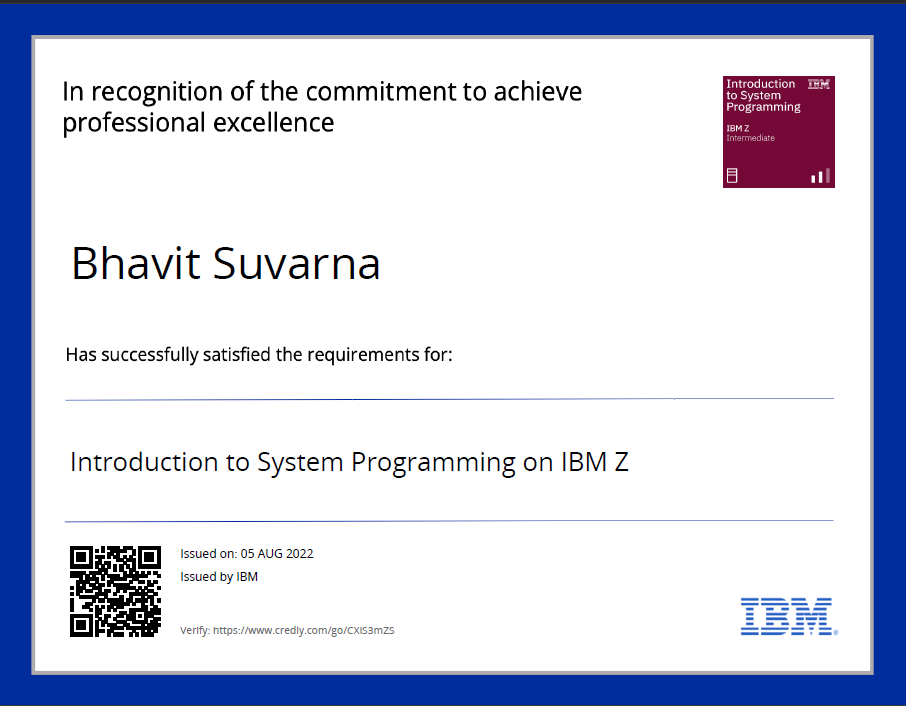 In recognition of the commitment to achieve
professional excellence
Introduction
to System
Programming
IBM
IBM Z
Intermediate
Bhavit Suvarna
Has successfully satisfied the requirements for:
Introduction to System Programming on IBM Z
Issued on: 05 AUG 2022
Issued by IBM
Verify: https://www.credly.com/go/CXIS3mZS
IBM®